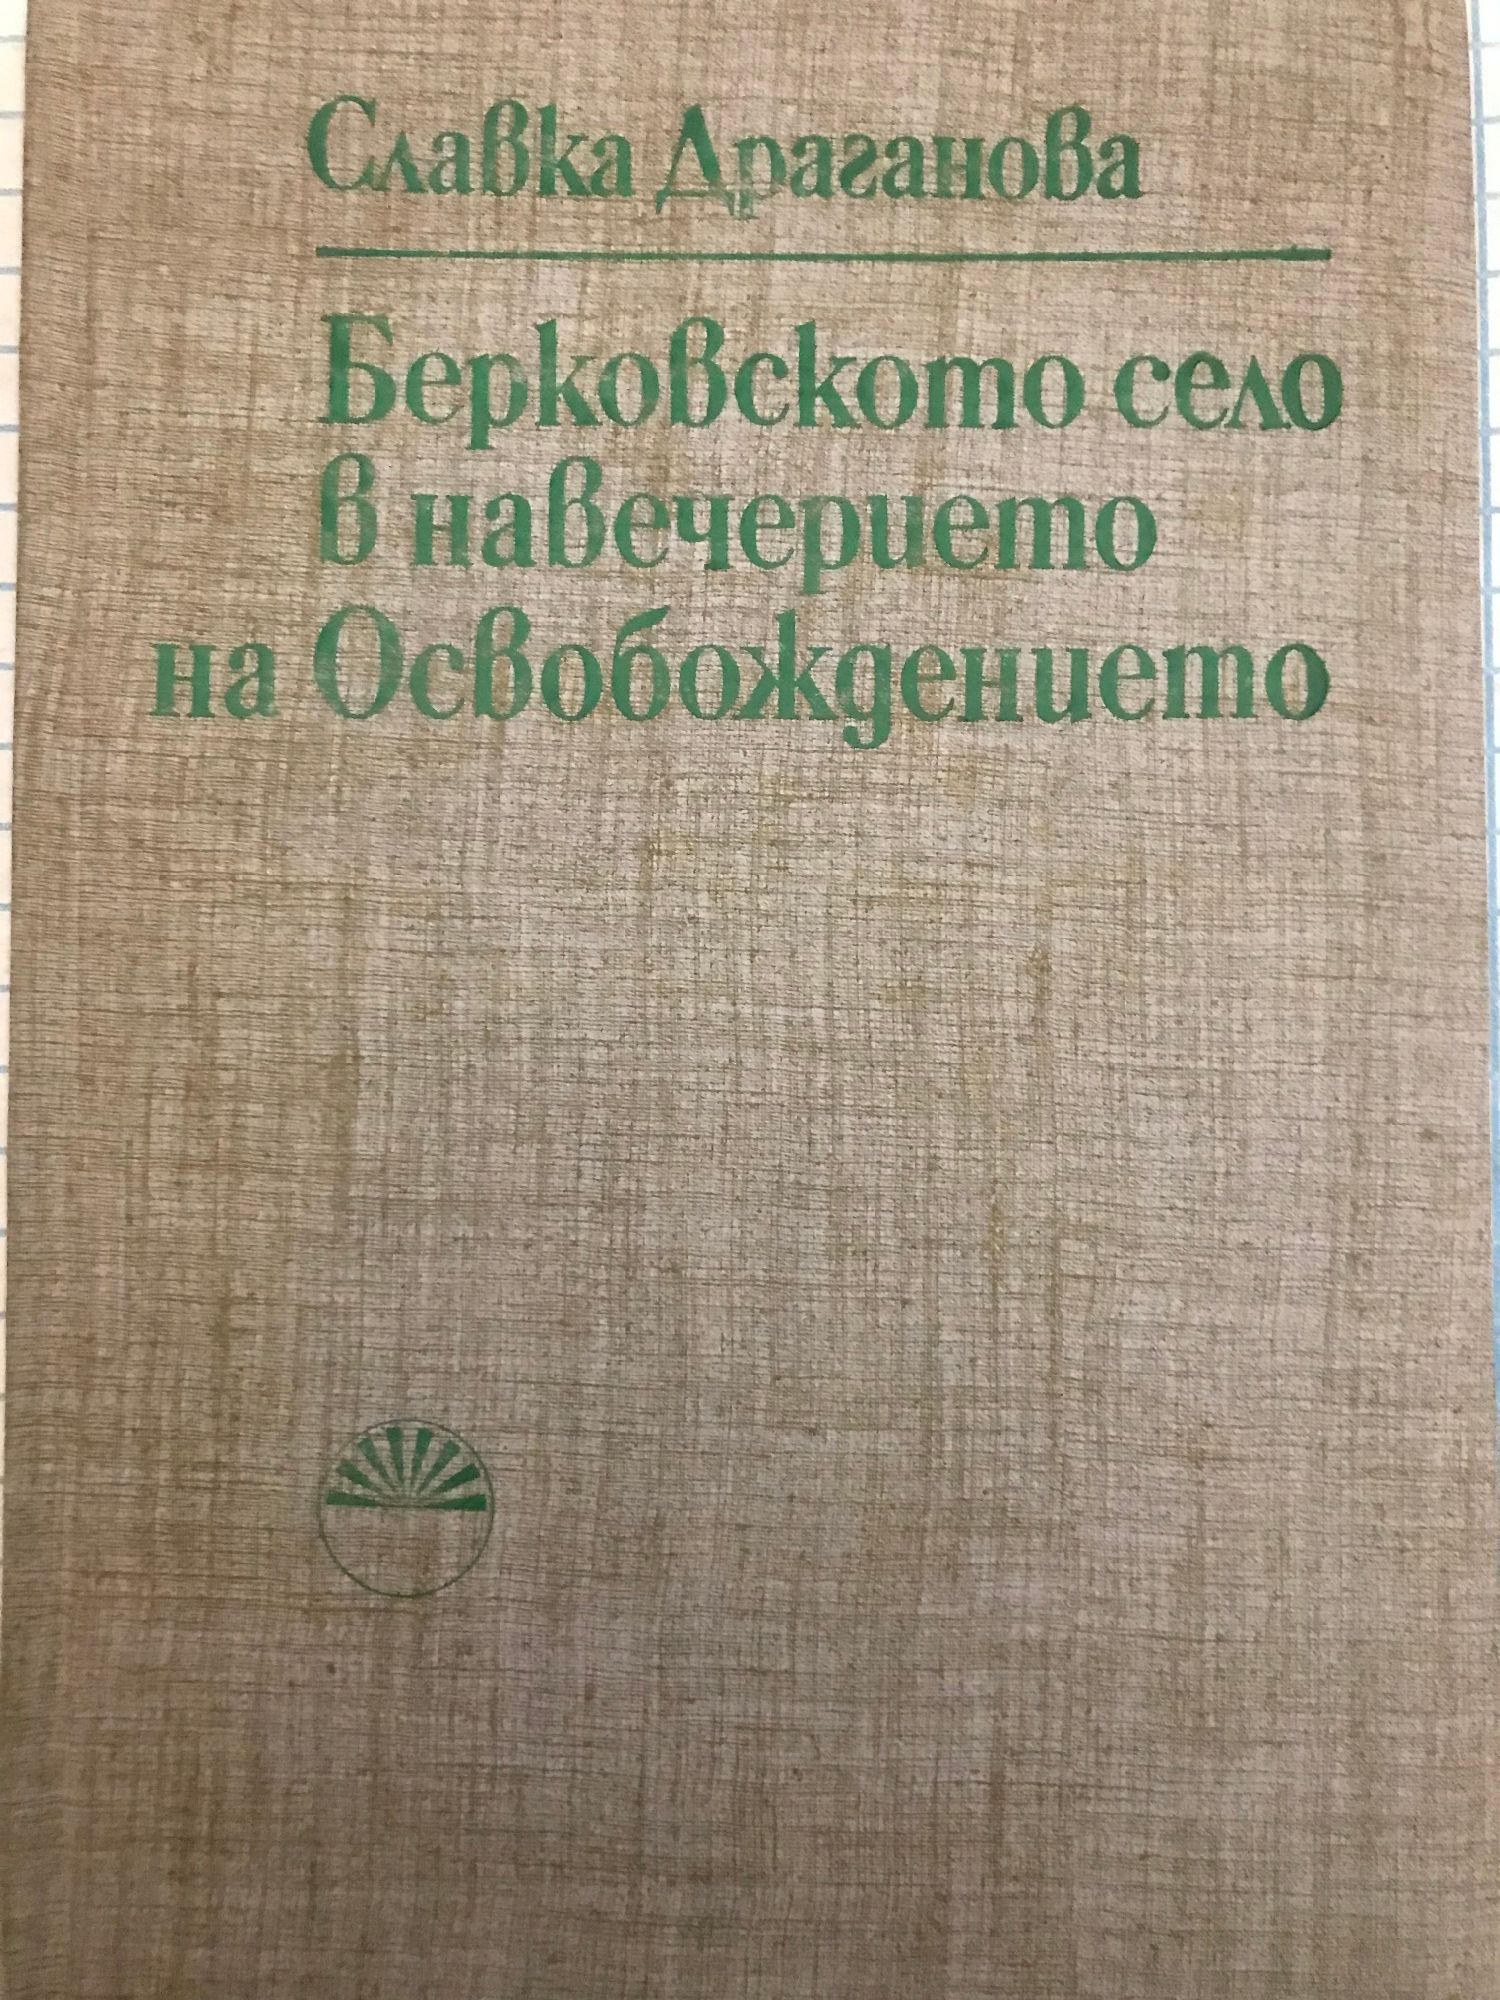 Славка Драганова
Берковското село
в навечерието
на Освобождението